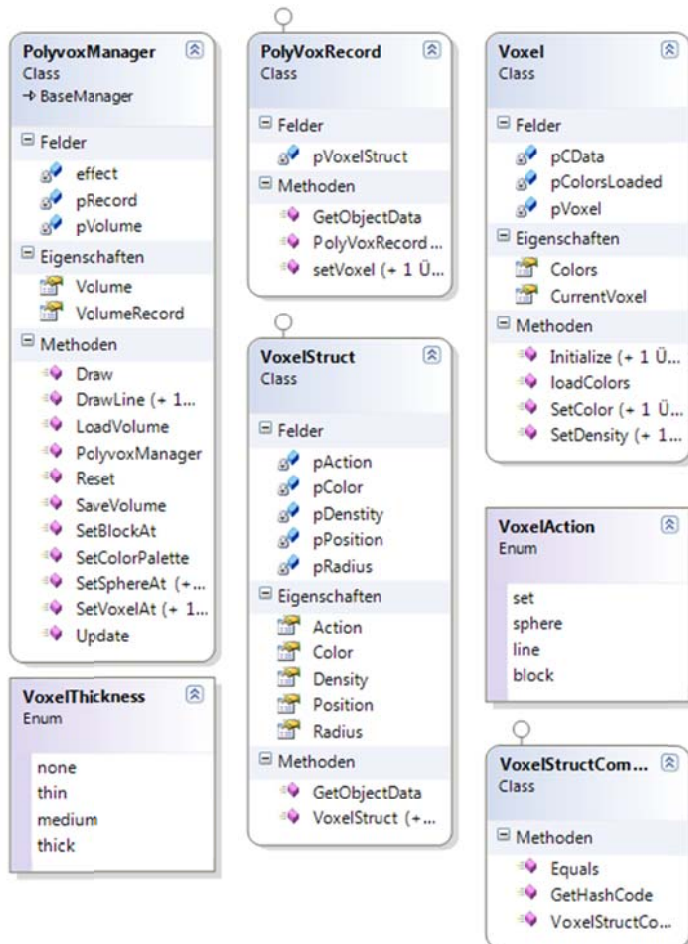 PolyvoxManager
Class
BaseManager
Felder
effect
pRecord
pVolume
Eigenschaften
Volume
VolumeRecord
Methoden
Draw
DrawLine (+ 1...
LoadVolume
PolyvoxManager
Reset
SaveVolume
SetBlockAt
SetColorPalette
SetSphereAt (+...
SetVoxelAt (+ 1...
Update
VoxelThickness
Enum
none
thin
medium
thick
PolyVoxRecord
Class
Felder
pVoxelStruct
Methoden
GetObjectData
PolyVoxRecord...
setVoxel (+ 1 Ü...
VoxelStruct
Class
Felder
pAction
pColor
pDenstity
pPosition
pRadius
Eigenschaften
Action
Color
Density
Position
Radius
Methoden
GetObjectData
VoxelStruct (+...
Voxel
Class
Felder
pCData
pColorsLoaded
pVoxel
Eigenschaften
Colors
CurrentVoxel
Methoden
Initialize (+ 1 Ü...
loadColors
SetColor (+ 1 Ü...
SetDensity (+ 1...
VoxelAction
Enum
set
sphere
line
block
VoxelStructCom...
Class
Methoden
Equals
GetHashCode
VoxelStructCo...